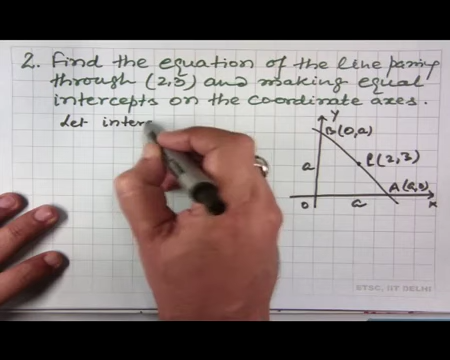 2. Find the equation of the line passing
through (2,3) and making equal
intercepts on the coordinate axes.
Let interc
Y
B(0,a)
P(2,3)
a
A(a,0)
O
a
X
ETSC, IIT DELHI